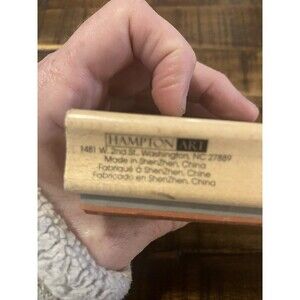 HAMPTON ART
1481 W. 2nd St., Washington, NC 27889
Made in ShenZhen, China
Fabriqué à ShenZhen, Chine
Fabricado en ShenZhen, China